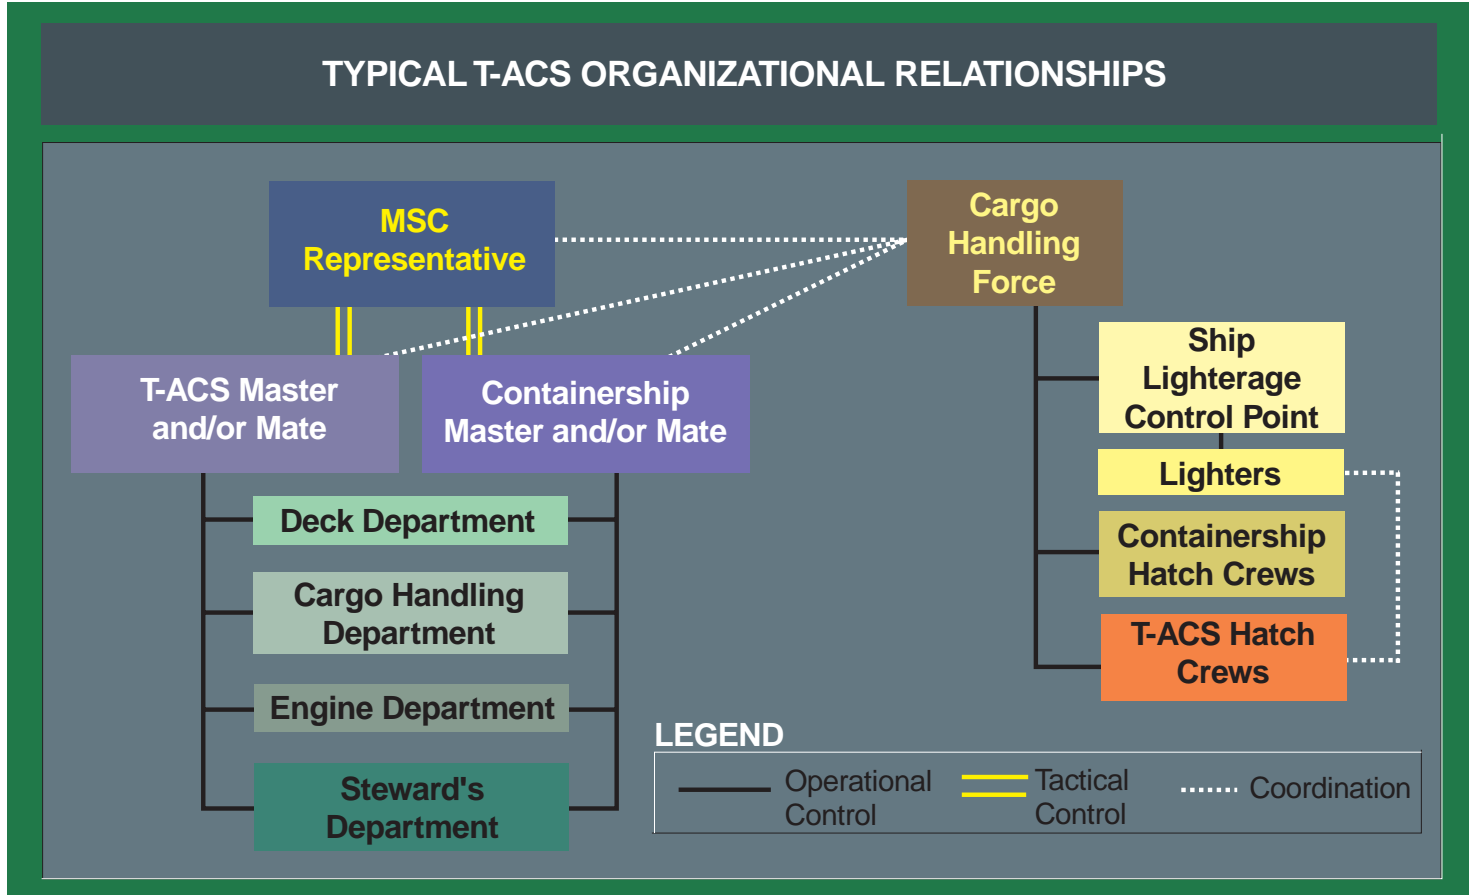 TYPICAL T-ACS ORGANIZATIONAL RELATIONSHIPS
MSC
Representative
Cargo
Handling
Force
T-ACS Master
and/or Mate
Containership
Master and/or Mate
Ship
Lighterage
Control Point
Lighters
Containership
Hatch Crews
T-ACS Hatch
Crews
Deck Department
Cargo Handling
Department
Engine Department
Steward's
Department
LEGEND
Operational
Control
Tactical
Control
Coordination